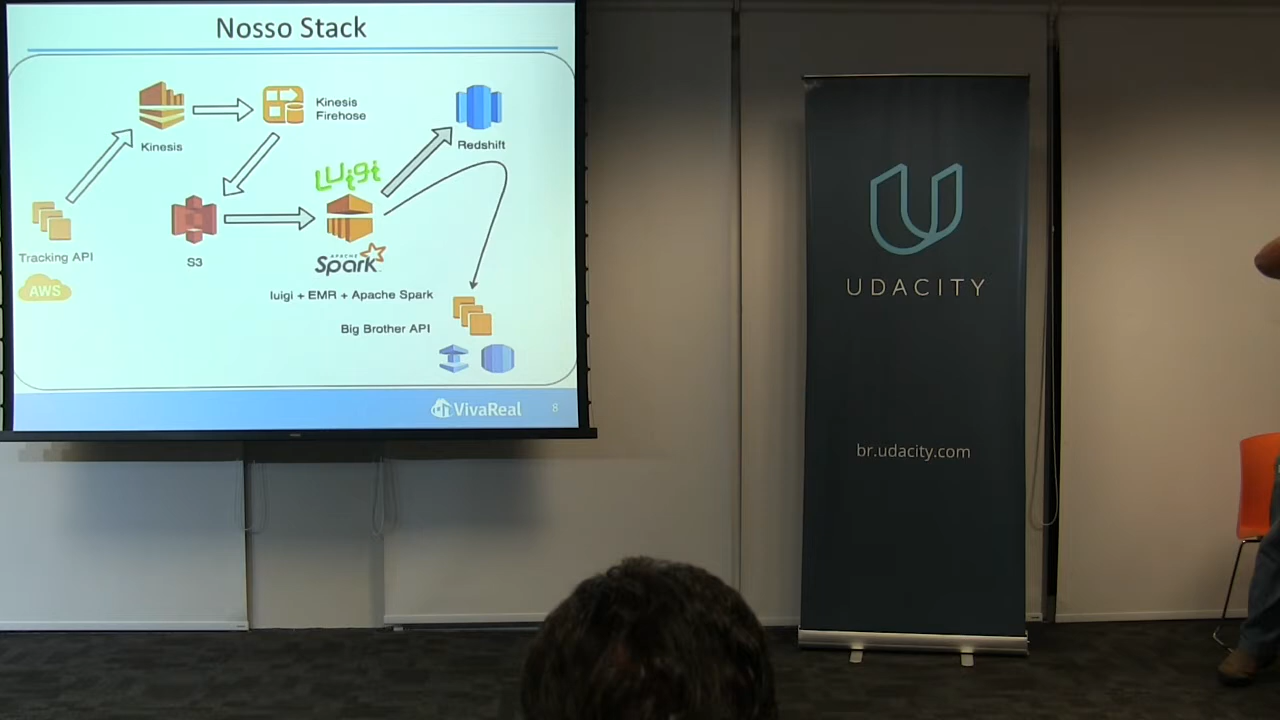 Nosso Stack
Kinesis
Kinesis
Firehose
Redshift
Luigi
Tracking API
AWS
S3
APACHE
Spark
luigi + EMR + Apache Spark
Big Brother API
VivaReal
8
UDACITY
br.udacity.com